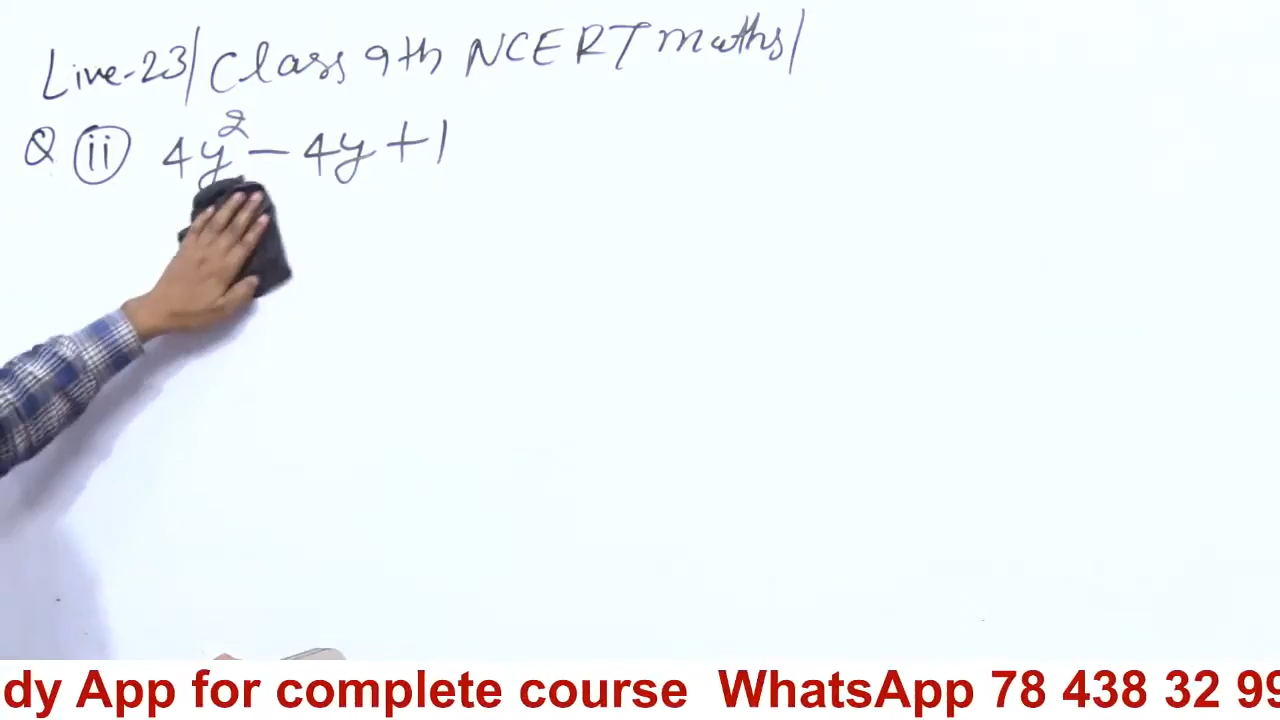 Live-23/Class 9th NCERT maths/
Q (ii) 4y² - 4y + 1
dy App for complete course WhatsApp 78 438 32 99